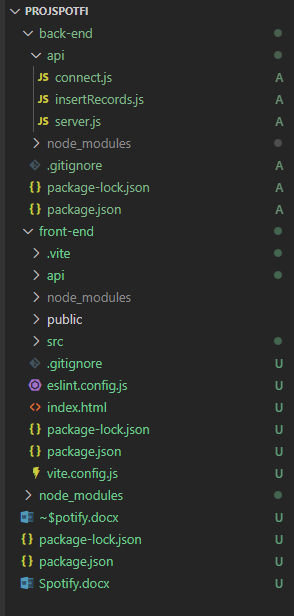 PROJSPOTFI
back-end
api
JS connect.js A
JS insertRecords.js A
JS server.js A
node_modules
.gitignore A
{} package-lock.json A
{} package.json A
front-end
.vite
api
node_modules
public
src
.gitignore U
eslint.config.js U
<> index.html U
{} package-lock.json U
{} package.json U
vite.config.js U
node_modules
~$potify.docx U
{} package-lock.json U
{} package.json U
Spotify.docx U